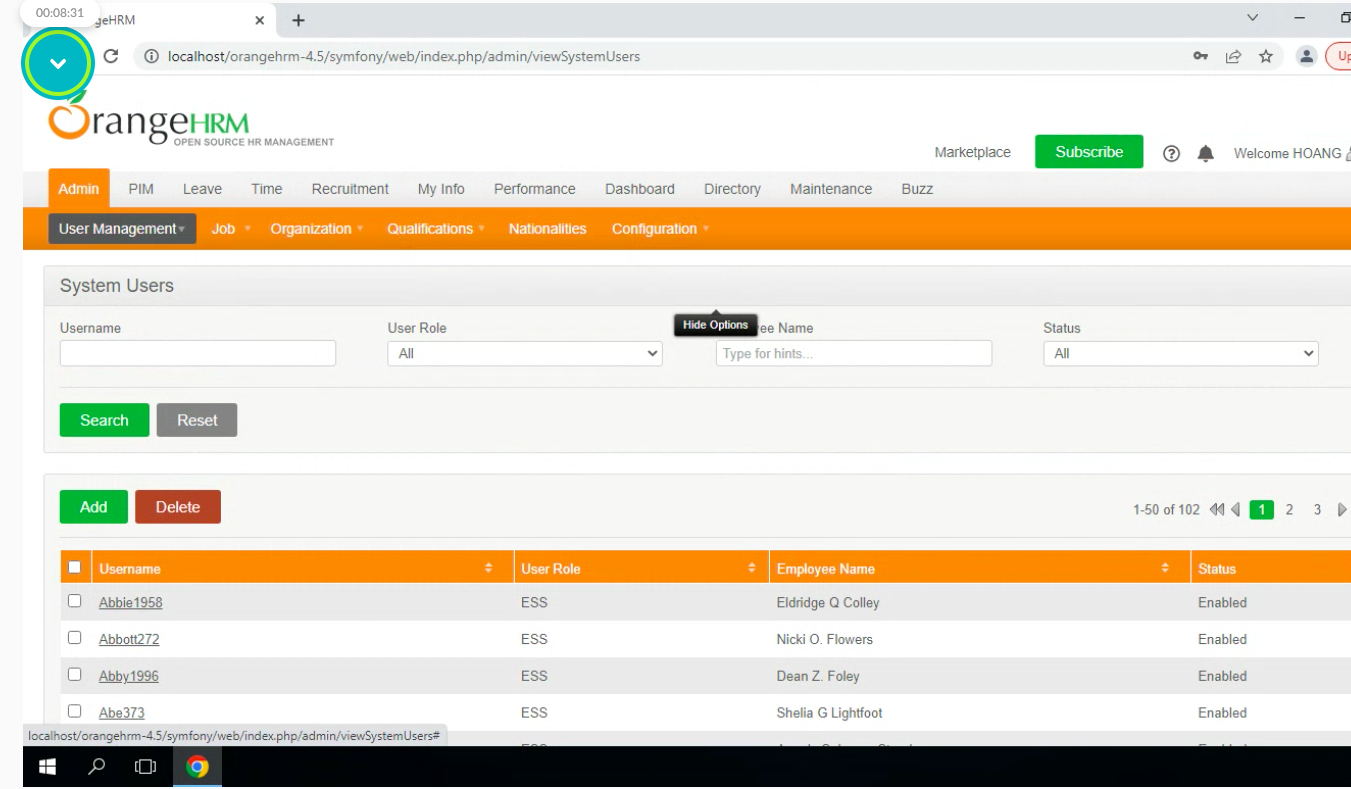 00:08:31
geHRM
localhost/orangehrm-4.5/symfony/web/index.php/admin/viewSystemUsers
Up
OrangeHRM
OPEN SOURCE HR MANAGEMENT
Marketplace Subscribe Welcome HOANG
Admin PIM Leave Time Recruitment My Info Performance Dashboard Directory Maintenance Buzz
User Management Job Organization Qualifications Nationalities Configuration
System Users
Username User Role ee Name Status
Hide Options
All Type for hints... All
Search Reset
Add Delete 1-50 of 102 1 2 3
Username User Role Employee Name Status
Abbie1958 ESS Eldridge Q Colley Enabled
Abbott272 ESS Nicki O. Flowers Enabled
Abby1996 ESS Dean Z. Foley Enabled
Abe373 ESS Shelia G Lightfoot Enabled
localhost/orangehrm-4.5/symfony/web/index.php/admin/viewSystemUsers#